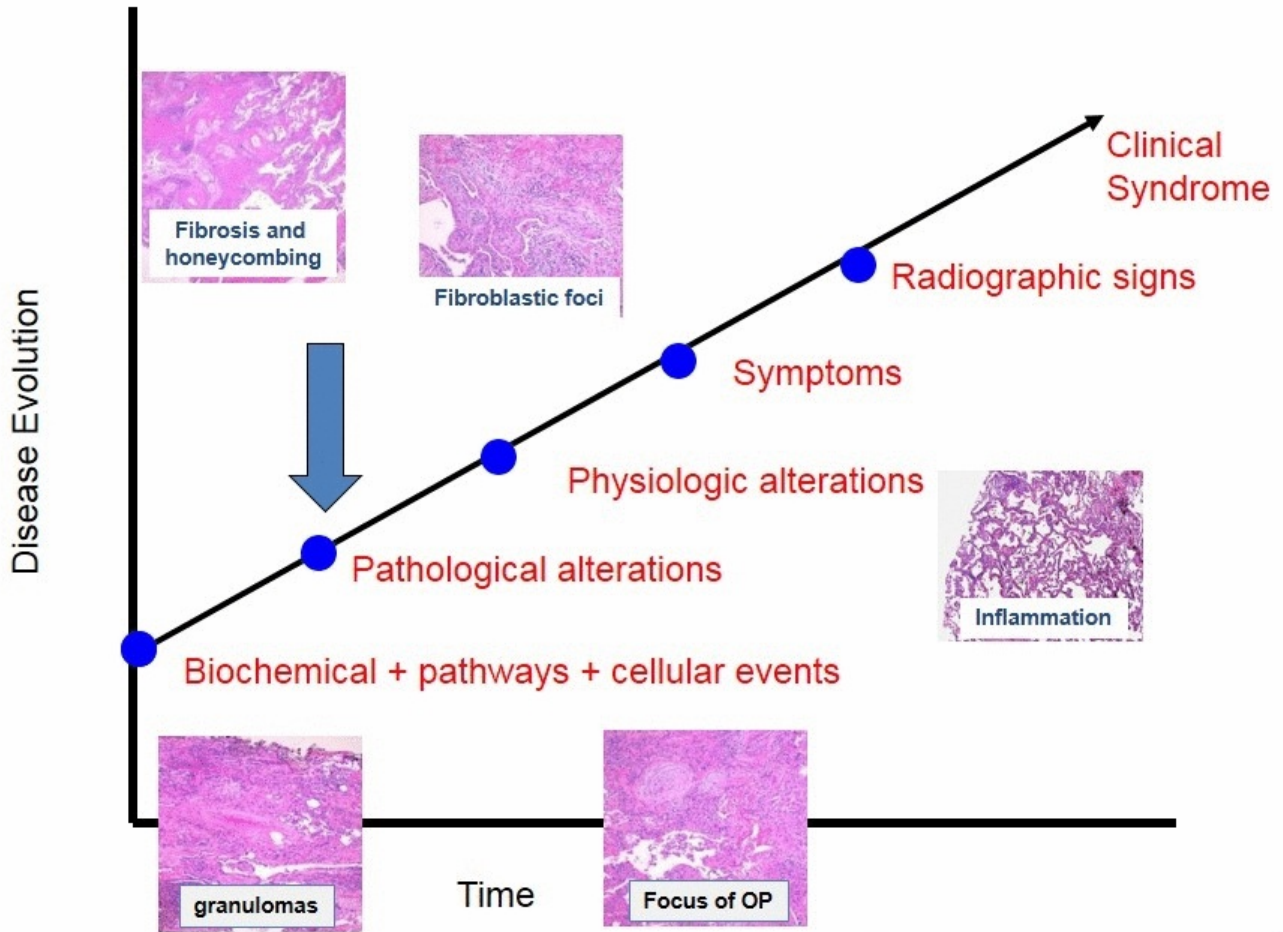 Clinical
Syndrome
Fibrosis and
honeycombing
Radiographic signs
Fibroblastic foci
Symptoms
Disease Evolution
Physiologic alterations
Pathological alterations
Inflammation
Biochemical + pathways + cellular events
granulomas
Time
Focus of OP